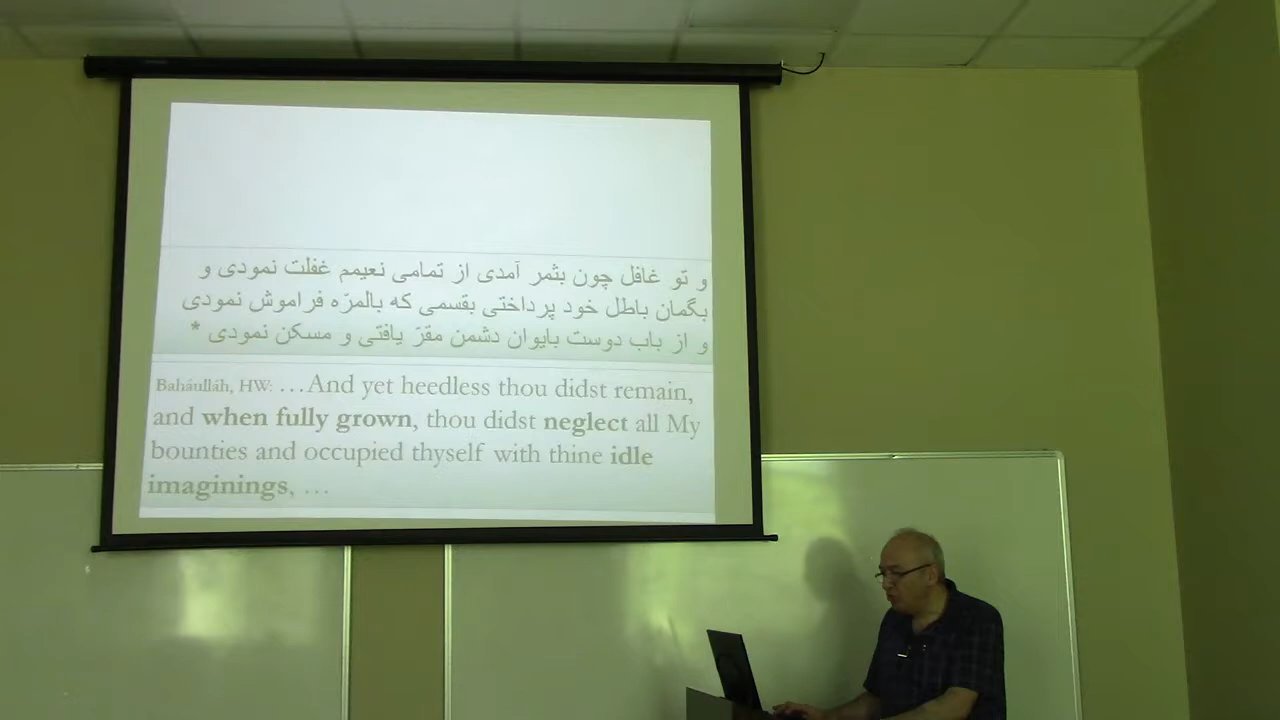 و تو غافل چون بثمر آمدی از تمامی نعیمم غفلت نمودی و
بگمان باطل خود پرداختی بقسمی که بالمرّه فراموش نمودی
و از باب دوست بایوان دشمن مقرّ یافتی و مسکن نمودی *
Baháulláh, HW: …And yet heedless thou didst remain,
and when fully grown, thou didst neglect all My
bounties and occupied thyself with thine idle
imaginings, …